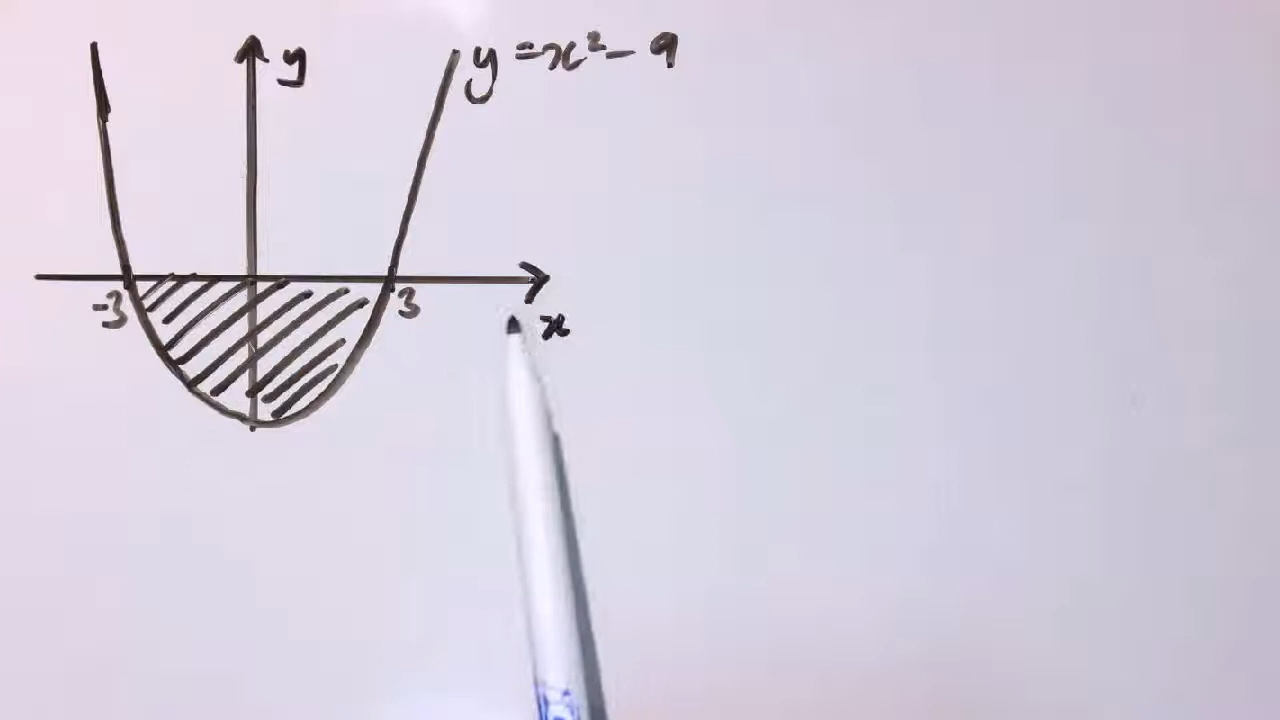 y
y = x² - 9
-3
3
x